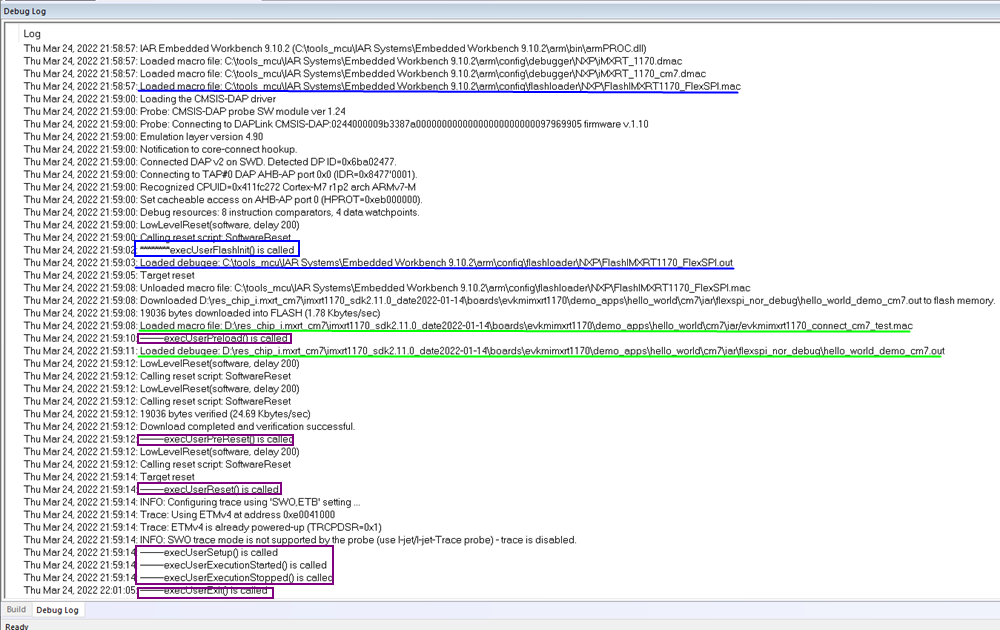 Debug Log
Log
Thu Mar 24, 2022 21:58:57: IAR Embedded Workbench 9.10.2 (C:\tools_mcu\IAR Systems\Embedded Workbench 9.10.2\arm\bin\armPROC.dll)
Thu Mar 24, 2022 21:58:57: Loaded macro file: C:\tools_mcu\IAR Systems\Embedded Workbench 9.10.2\arm\config\debugger\NXP\iMXRT_1170.dmac
Thu Mar 24, 2022 21:58:57: Loaded macro file: C:\tools_mcu\IAR Systems\Embedded Workbench 9.10.2\arm\config\debugger\NXP\iMXRT_1170_cm7.dmac
Thu Mar 24, 2022 21:58:57: Loaded macro file: C:\tools_mcu\IAR Systems\Embedded Workbench 9.10.2\arm\config\flashloader\NXP\FlashIMXRT1170_FlexSPI.mac
Thu Mar 24, 2022 21:59:00: Loading the CMSIS-DAP driver
Thu Mar 24, 2022 21:59:00: Probe: CMSIS-DAP probe SW module ver 1.24
Thu Mar 24, 2022 21:59:00: Probe: Connecting to DAPLink CMSIS-DAP:0244000009b3387a0000000000000000000000097969905 firmware v.1.10
Thu Mar 24, 2022 21:59:00: Emulation layer version 4.90
Thu Mar 24, 2022 21:59:00: Notification to core-connect hookup.
Thu Mar 24, 2022 21:59:00: Connected DAP v2 on SWD. Detected DP ID=0x6ba02477.
Thu Mar 24, 2022 21:59:00: Connecting to TAP#0 DAP AHB-AP port 0x0 (IDR=0x8477'0001).
Thu Mar 24, 2022 21:59:00: Recognized CPUID=0x411fc272 Cortex-M7 r1p2 arch ARMv7-M
Thu Mar 24, 2022 21:59:00: Set cacheable access on AHB-AP port 0 (HPROT=0xeb000000).
Thu Mar 24, 2022 21:59:00: Debug resources: 8 instruction comparators, 4 data watchpoints.
Thu Mar 24, 2022 21:59:00: LowLevelReset(software, delay 200)
Thu Mar 24, 2022 21:59:00: Calling reset script: SoftwareReset
Thu Mar 24, 2022 21:59:02: ********execUserFlashInit() is called
Thu Mar 24, 2022 21:59:03: Loaded debugee: C:\tools_mcu\IAR Systems\Embedded Workbench 9.10.2\arm\config\flashloader\NXP\FlashIMXRT1170_FlexSPI.out
Thu Mar 24, 2022 21:59:05: Target reset
Thu Mar 24, 2022 21:59:08: Unloaded macro file: C:\tools_mcu\IAR Systems\Embedded Workbench 9.10.2\arm\config\flashloader\NXP\FlashIMXRT1170_FlexSPI.mac
Thu Mar 24, 2022 21:59:08: Downloaded D:\res_chip_i.mxrt_cm7\imxrt1170_sdk2.11.0_date2022-01-14\boards\evkmimxrt1170\demo_apps\hello_world\cm7\iar\flexspi_nor_debug\hello_world_demo_cm7.out to flash memory.
Thu Mar 24, 2022 21:59:08: 19036 bytes downloaded into FLASH (1.78 Kbytes/sec)
Thu Mar 24, 2022 21:59:08: Loaded macro file: D:\res_chip_i.mxrt_cm7\imxrt1170_sdk2.11.0_date2022-01-14\boards\evkmimxrt1170\demo_apps\hello_world\cm7\iar/evkmimxrt1170_connect_cm7_test.mac
Thu Mar 24, 2022 21:59:10: --------execUserPreload() is called
Thu Mar 24, 2022 21:59:11: Loaded debugee: D:\res_chip_i.mxrt_cm7\imxrt1170_sdk2.11.0_date2022-01-14\boards\evkmimxrt1170\demo_apps\hello_world\cm7\iar\flexspi_nor_debug\hello_world_demo_cm7.out
Thu Mar 24, 2022 21:59:12: LowLevelReset(software, delay 200)
Thu Mar 24, 2022 21:59:12: Calling reset script: SoftwareReset
Thu Mar 24, 2022 21:59:12: LowLevelReset(software, delay 200)
Thu Mar 24, 2022 21:59:12: Calling reset script: SoftwareReset
Thu Mar 24, 2022 21:59:12: 19036 bytes verified (24.69 Kbytes/sec)
Thu Mar 24, 2022 21:59:12: Download completed and verification successful.
Thu Mar 24, 2022 21:59:12: --------execUserPreReset() is called
Thu Mar 24, 2022 21:59:12: LowLevelReset(software, delay 200)
Thu Mar 24, 2022 21:59:12: Calling reset script: SoftwareReset
Thu Mar 24, 2022 21:59:14: Target reset
Thu Mar 24, 2022 21:59:14: --------execUserReset() is called
Thu Mar 24, 2022 21:59:14: INFO: Configuring trace using 'SWO,ETB' setting ...
Thu Mar 24, 2022 21:59:14: Trace: Using ETMv4 at address 0xe0041000
Thu Mar 24, 2022 21:59:14: Trace: ETMv4 is already powered-up (TRCPDSR=0x1)
Thu Mar 24, 2022 21:59:14: INFO: SWO trace mode is not supported by the probe (use I-jet/I-jet-Trace probe) - trace is disabled.
Thu Mar 24, 2022 21:59:14: --------execUserSetup() is called
Thu Mar 24, 2022 21:59:14: --------execUserExecutionStarted() is called
Thu Mar 24, 2022 21:59:14: --------execUserExecutionStopped() is called
Thu Mar 24, 2022 22:01:05: --------execUserExit() is called
Build
Debug Log
Ready